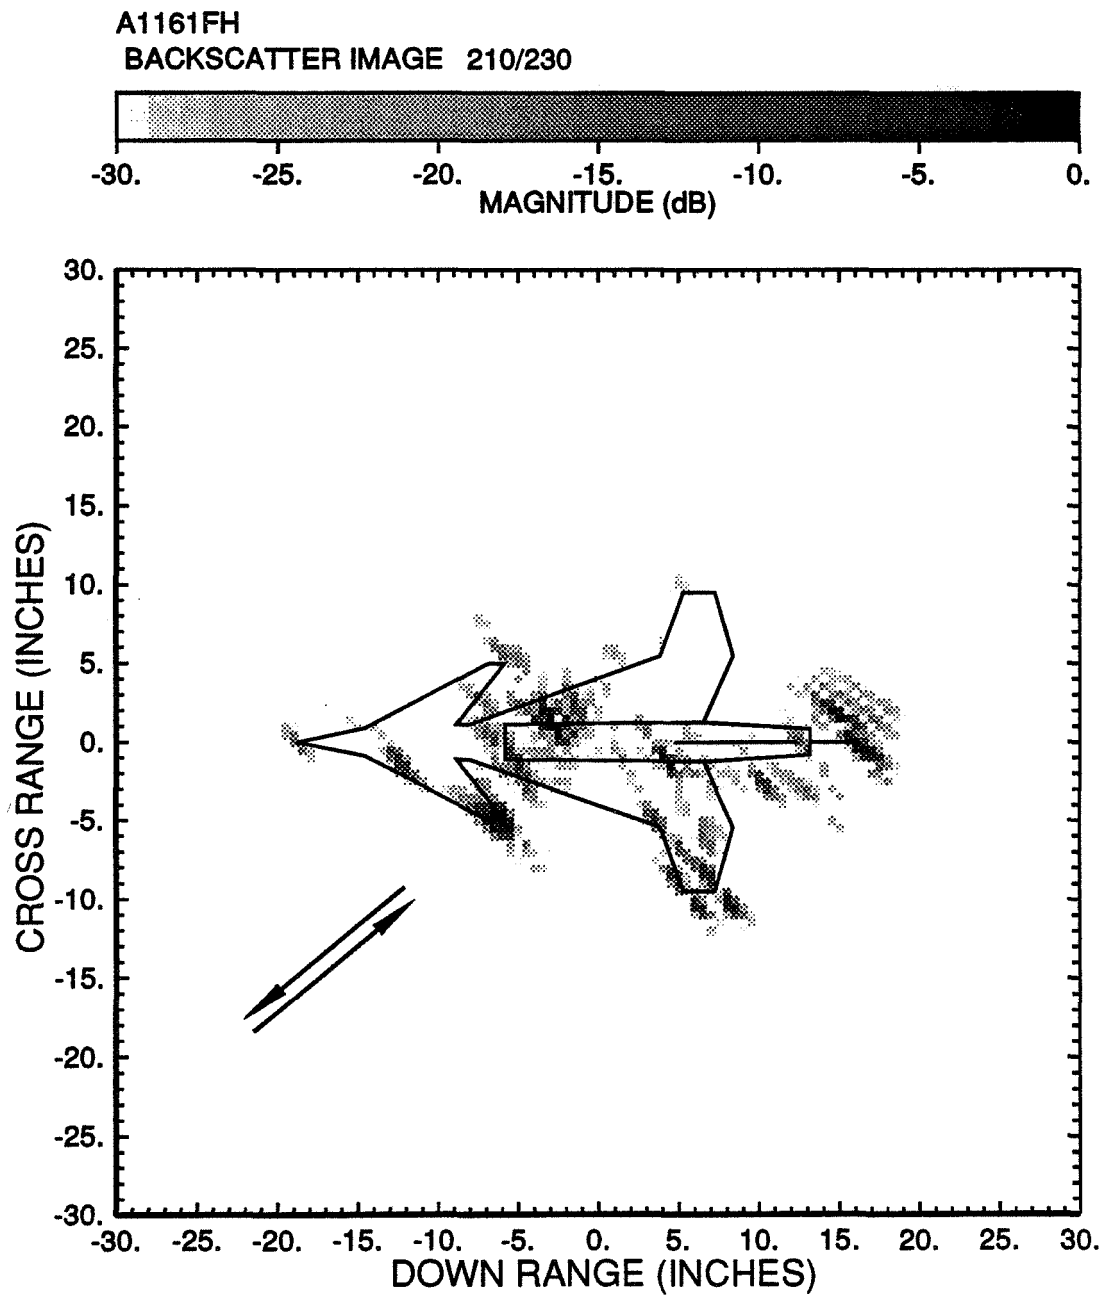 A1161FH
BACKSCATTER IMAGE 210/230
-30. -25. -20. -15. -10. -5. 0.
MAGNITUDE (dB)
30.
25.
20.
15.
10.
5.
0.
-5.
-10.
-15.
-20.
-25.
-30.
CROSS RANGE (INCHES)
-30. -25. -20. -15. -10. -5. 0. 5. 10. 15. 20. 25. 30.
DOWN RANGE (INCHES)